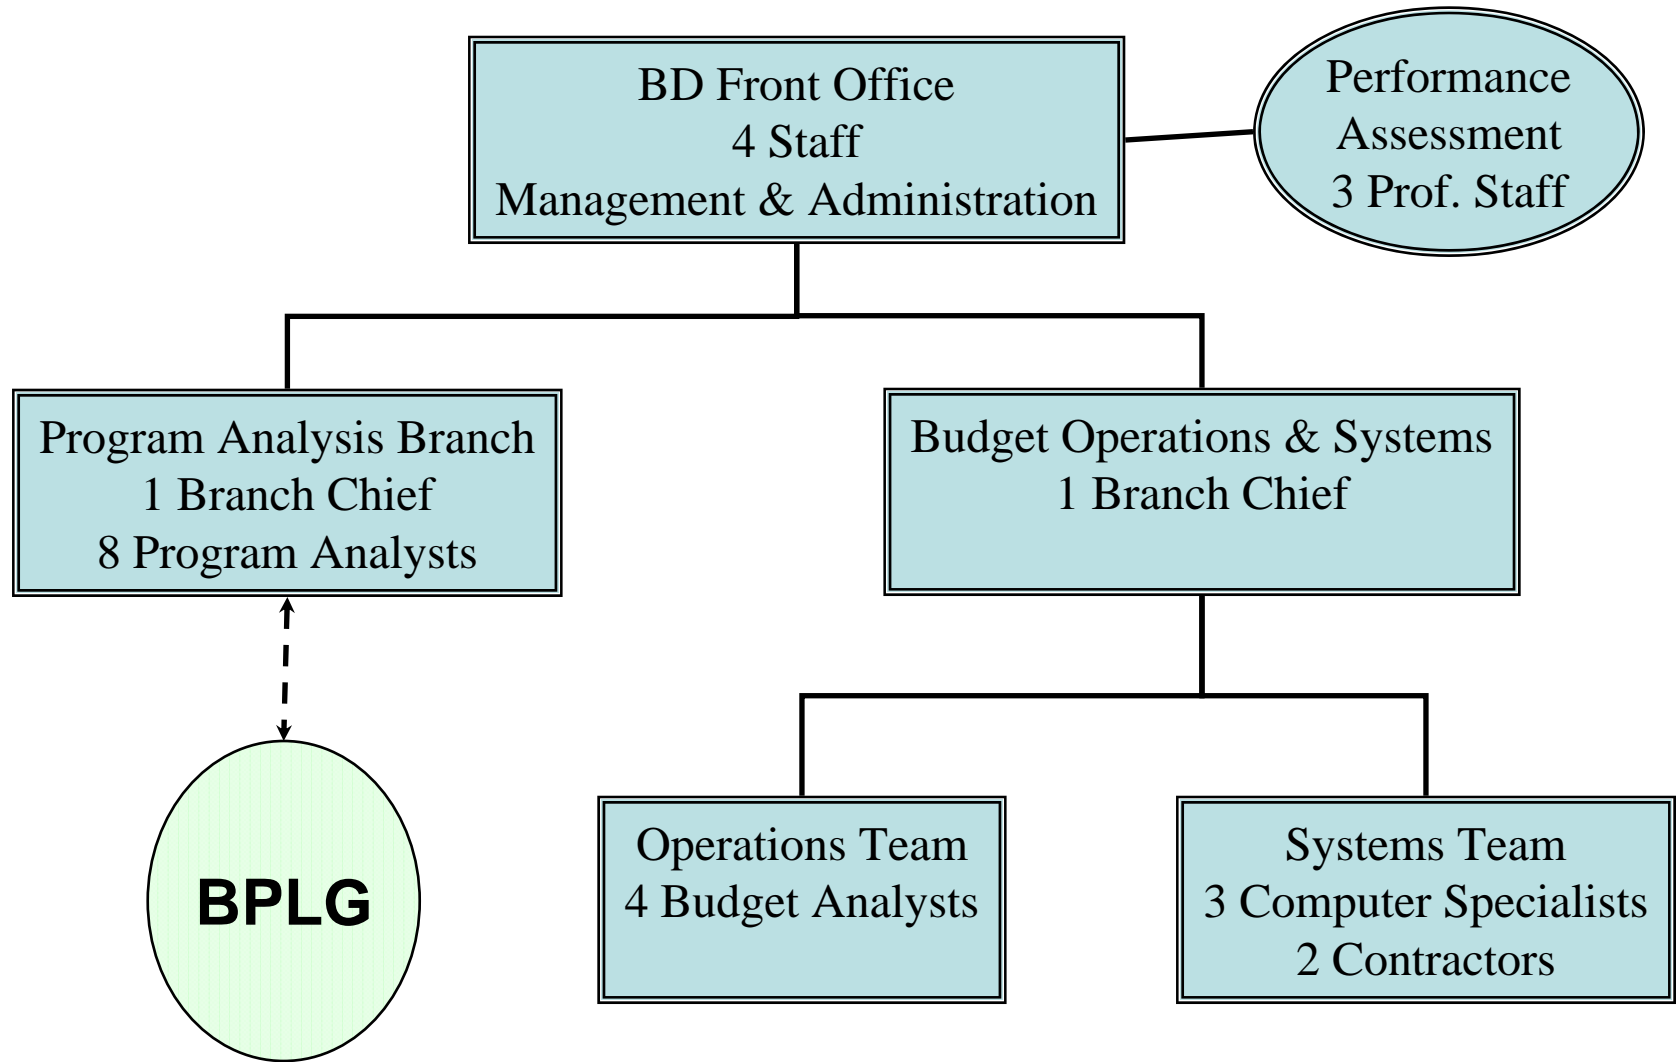 BD Front Office
4 Staff
Management & Administration
Performance
Assessment
3 Prof. Staff
Program Analysis Branch
1 Branch Chief
8 Program Analysts
Budget Operations & Systems
1 Branch Chief
BPLG
Operations Team
4 Budget Analysts
Systems Team
3 Computer Specialists
2 Contractors